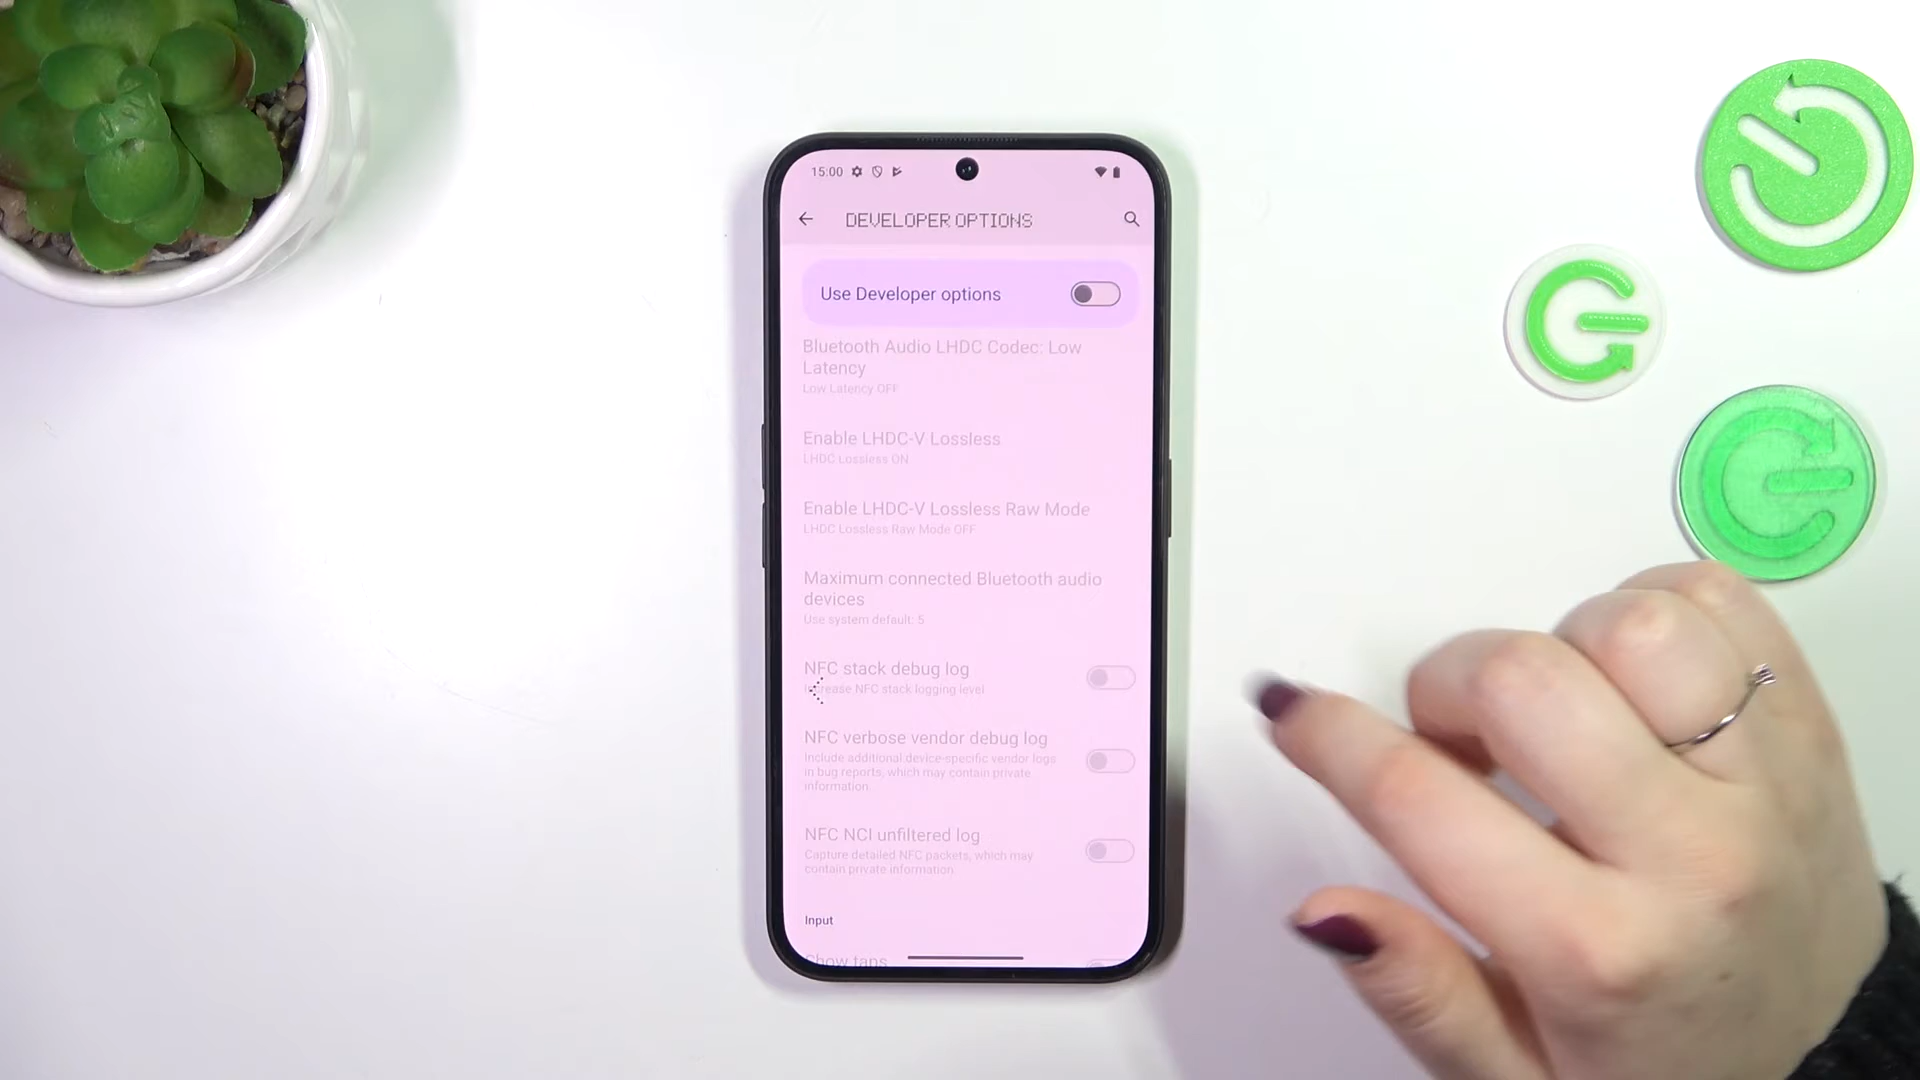 15:00
DEVELOPER OPTIONS
Use Developer options
Bluetooth Audio LHDC Codec: Low
Latency
Low Latency OFF
Enable LHDC-V Lossless
LHDC Lossless ON
Enable LHDC-V Lossless Raw Mode
LHDC Lossless Raw Mode OFF
Maximum connected Bluetooth audio
devices
Use system default: 5
NFC stack debug log
Increase NFC stack logging level
NFC verbose vendor debug log
Include additional device-specific vendor logs
in bug reports, which may contain private
information.
NFC NCI unfiltered log
Capture detailed NFC packets, which may
contain private information.
Input
Show taps